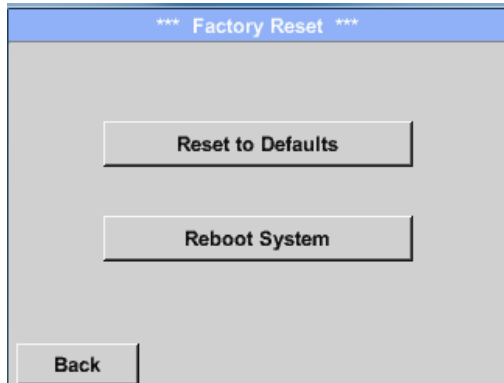 *** Factory Reset ***
Reset to Defaults
Reboot System
Back